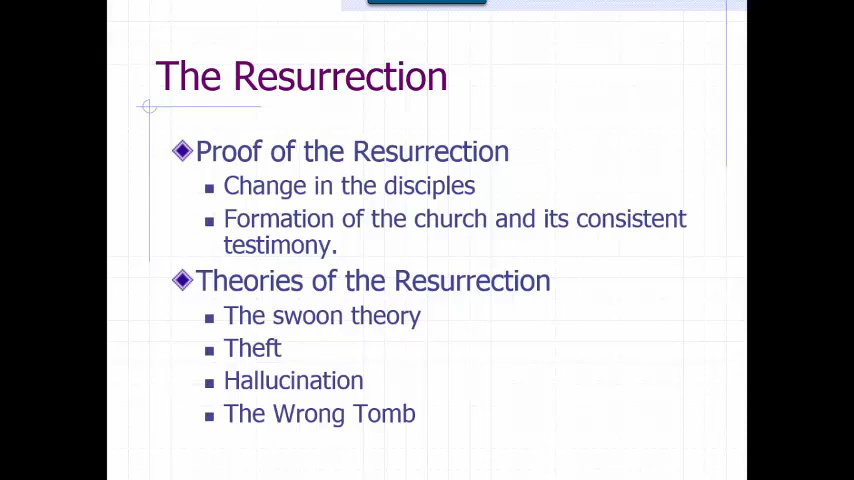 The Resurrection
Proof of the Resurrection
Change in the disciples
Formation of the church and its consistent
testimony.
Theories of the Resurrection
The swoon theory
Theft
Hallucination
The Wrong Tomb